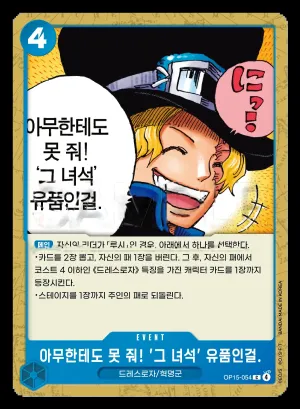 4
にっ!
아무한테도
못 줘!
'그 녀석'
유품인걸.
메인 자신의 리더가 「루시」인 경우, 아래에서 하나를 선택한다.
•카드를 2장 뽑고, 자신의 패 1장을 버린다. 그 후, 자신의 패에서
코스트 4 이하인 《드레스로자》 특징을 가진 캐릭터 카드를 1장까지
등장시킨다.
•스테이지를 1장까지 주인의 패로 되돌린다.
EVENT
아무한테도 못 줘! '그 녀석' 유품인걸.
드레스로자/혁명군
OP15-054